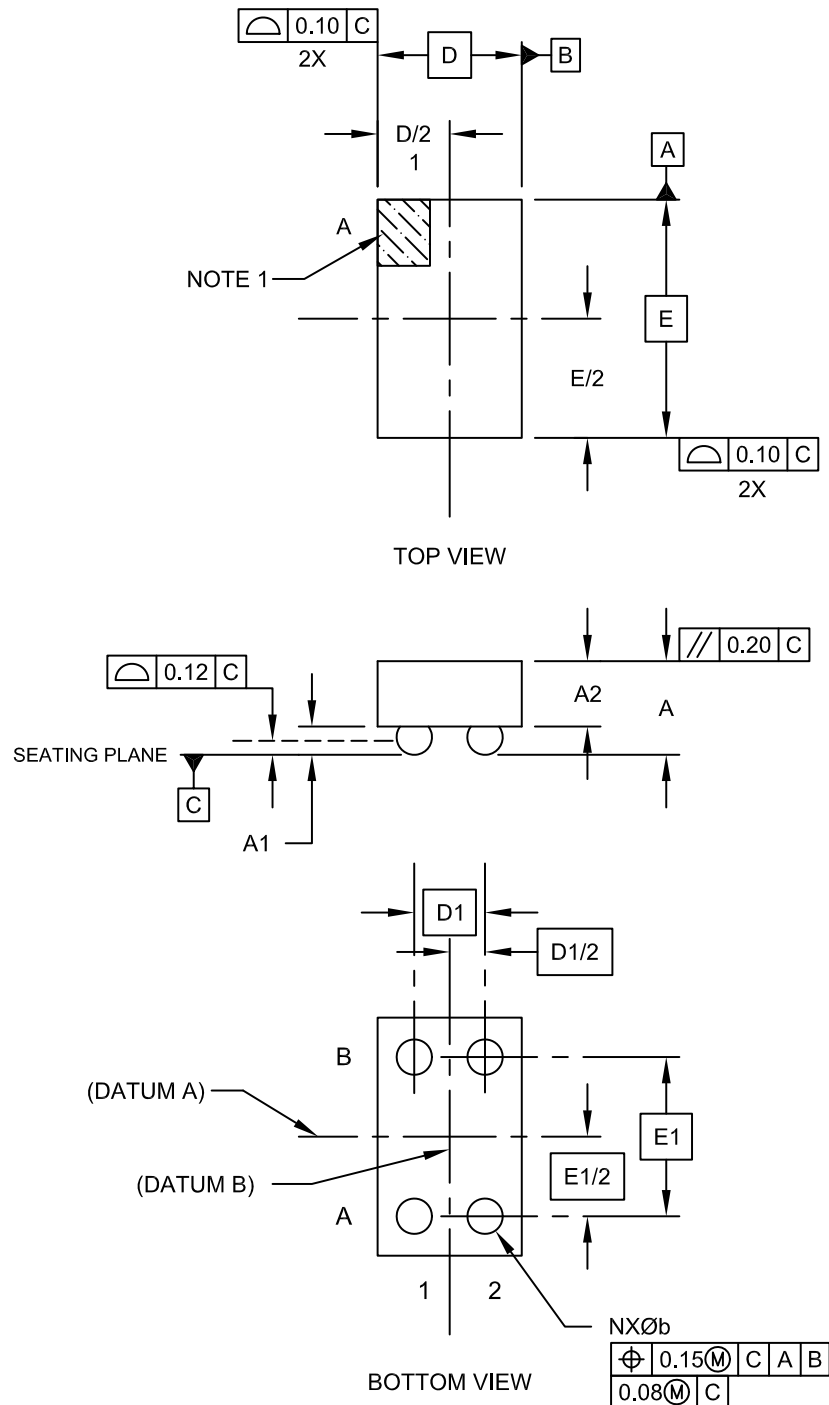 0.10 C
2X
D
B
D/2
1
A
A
NOTE 1
E
E/2
0.10 C
2X
TOP VIEW
// 0.20 C
0.12 C
A2
A
SEATING PLANE
C
A1
D1
D1/2
B
(DATUM A)
E1
E1/2
(DATUM B)
A
1 2
NXØb
⌖ 0.15Ⓜ C A B
0.08Ⓜ C
BOTTOM VIEW